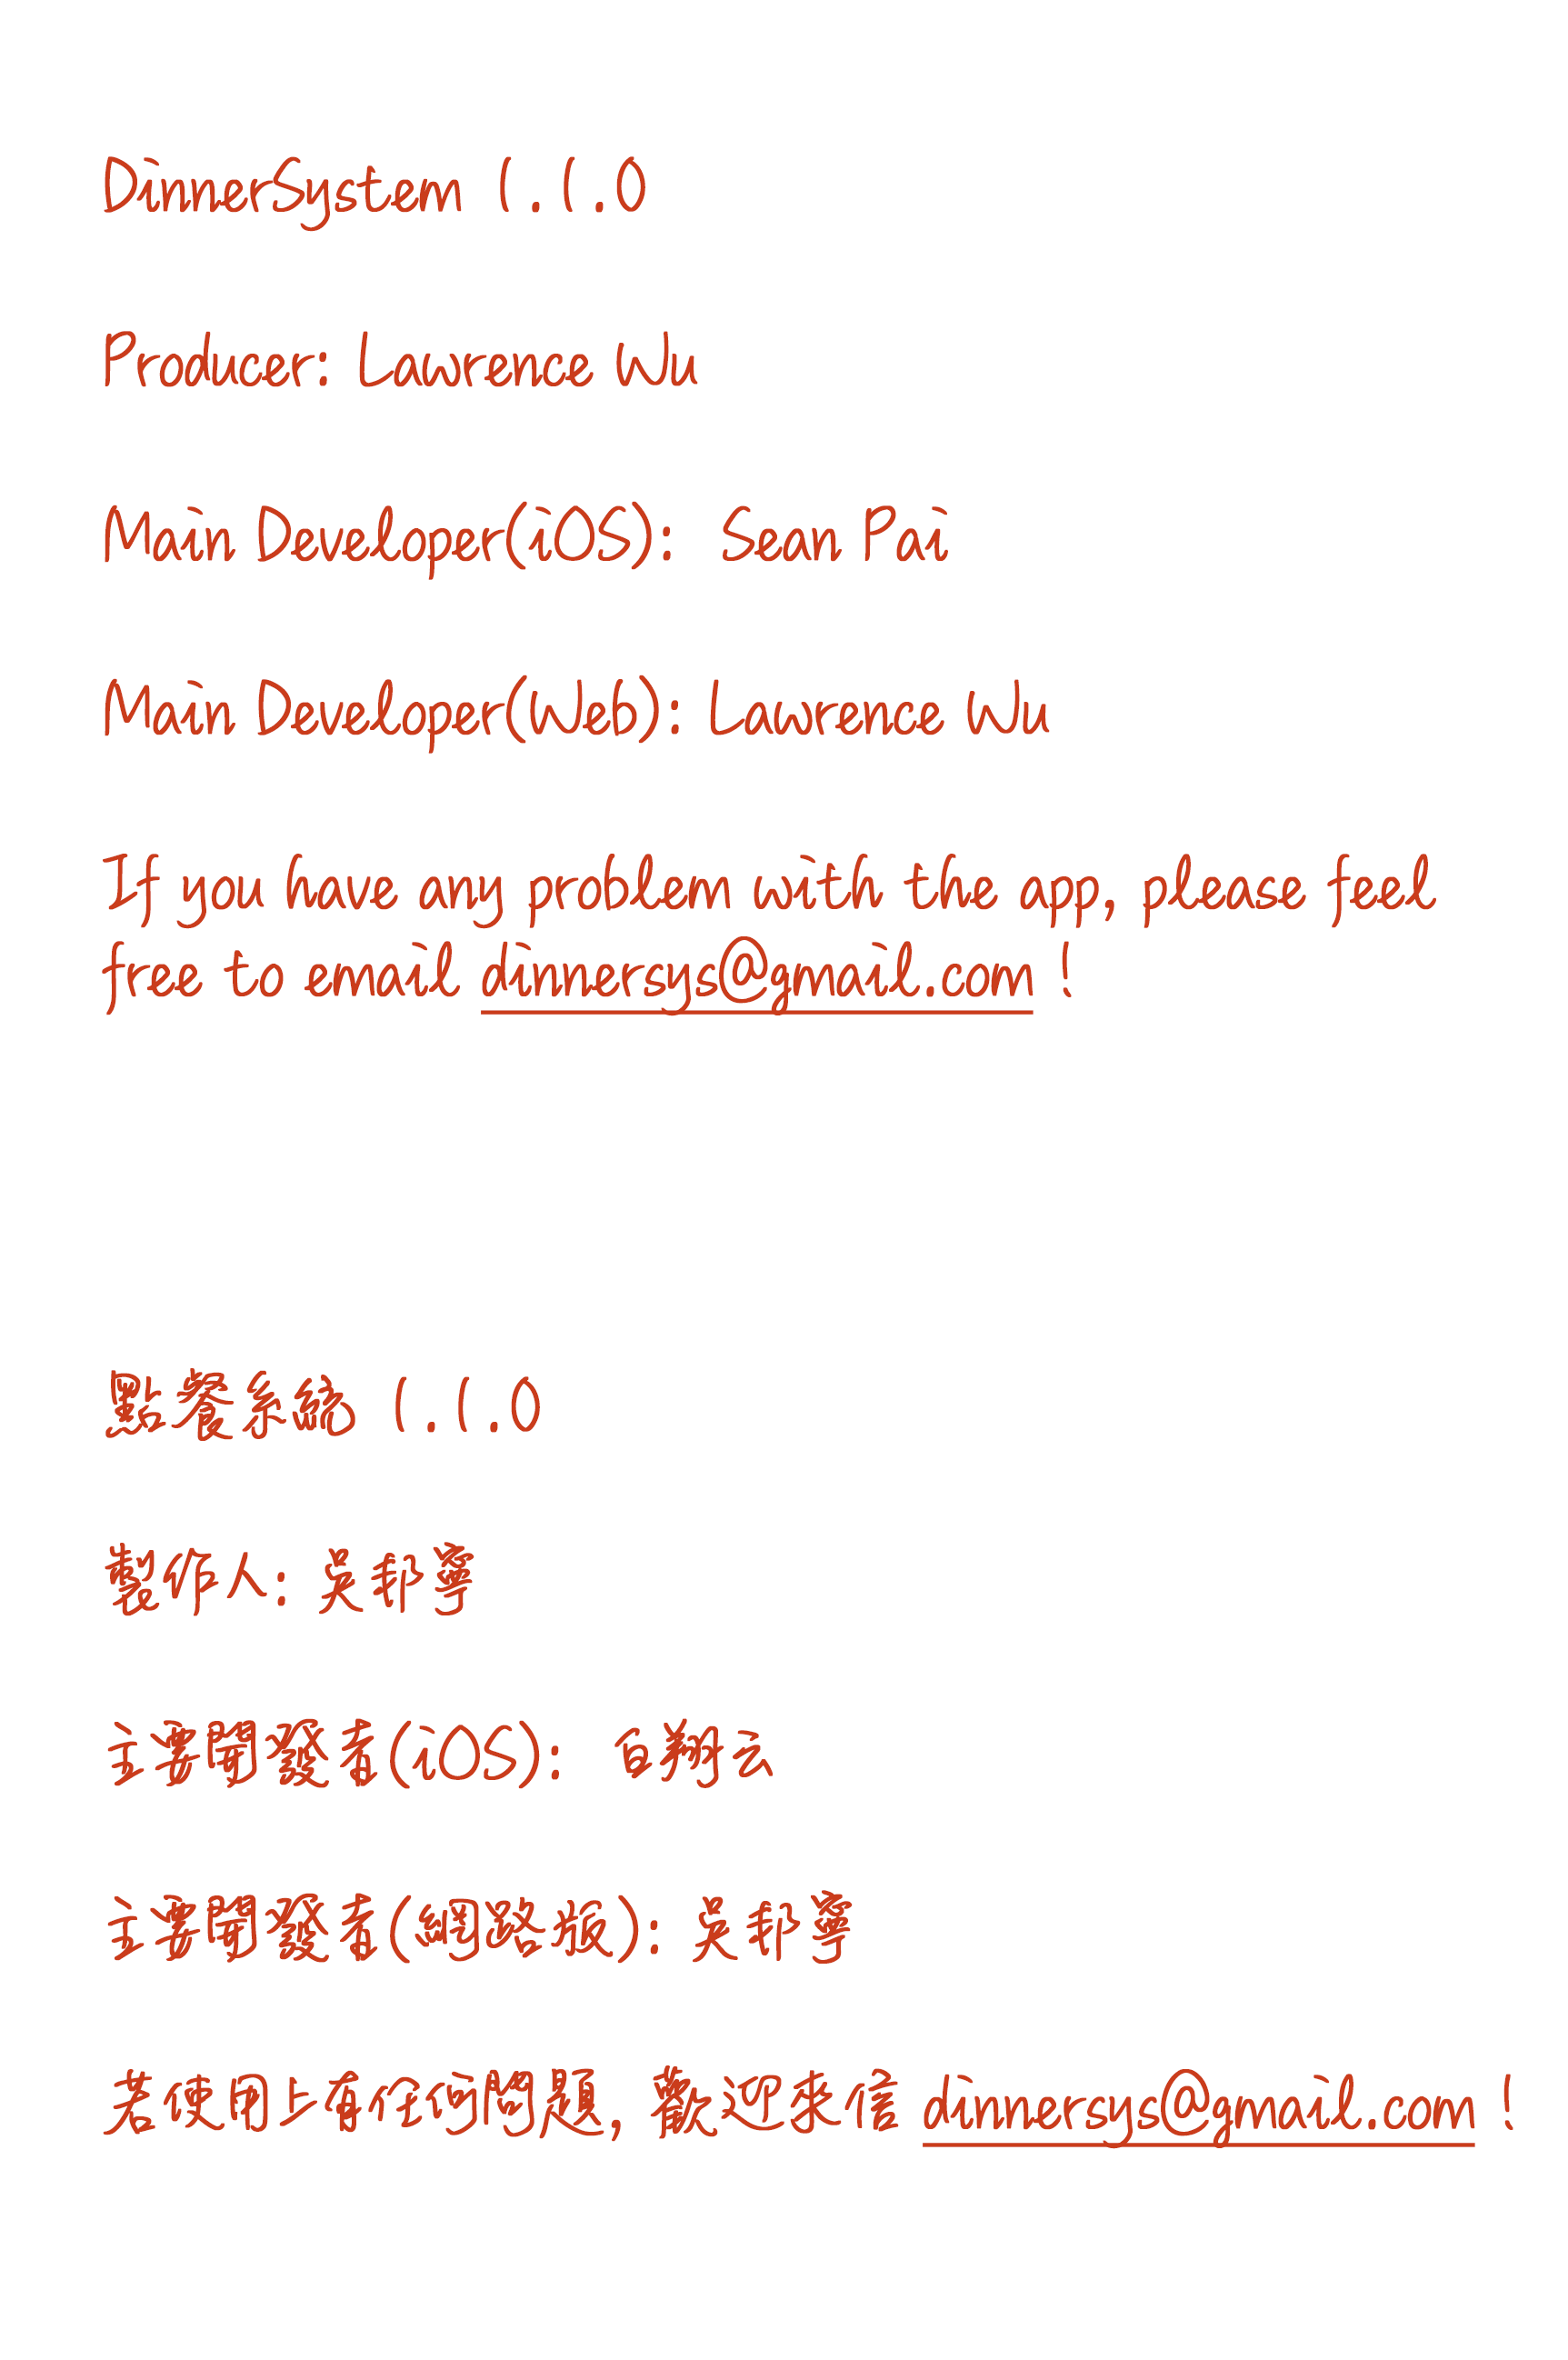 DinnerSystem 1.1.0
Producer: Lawrence Wu
Main Developer(iOS): Sean Pai
Main Developer(Web): Lawrence Wu
If you have any problem with the app, please feel
free to email dinnersys@gmail.com !
點餐系統 1.1.0
製作人: 吳邦寧
主要開發者(iOS): 白翔云
主要開發者(網路版): 吳邦寧
若使用上有任何問題, 歡迎來信 dinnersys@gmail.com !